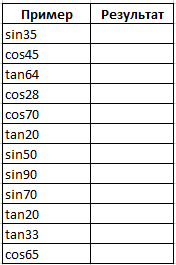 Пример Результат
sin35
cos45
tan64
cos28
cos70
tan20
sin50
sin90
sin70
tan20
tan33
cos65